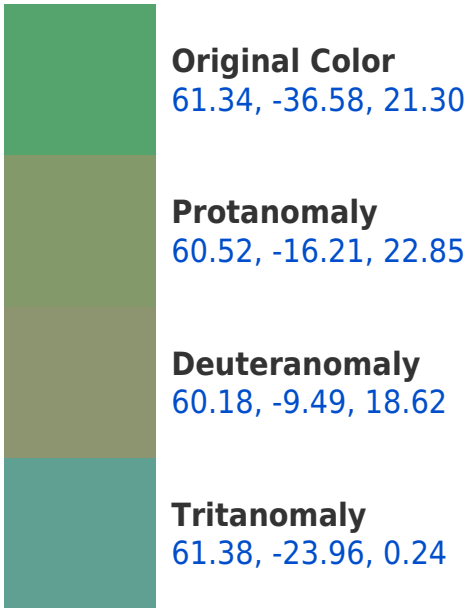 Original Color
61.34, -36.58, 21.30
Protanomaly
60.52, -16.21, 22.85
Deuteranomaly
60.18, -9.49, 18.62
Tritanomaly
61.38, -23.96, 0.24